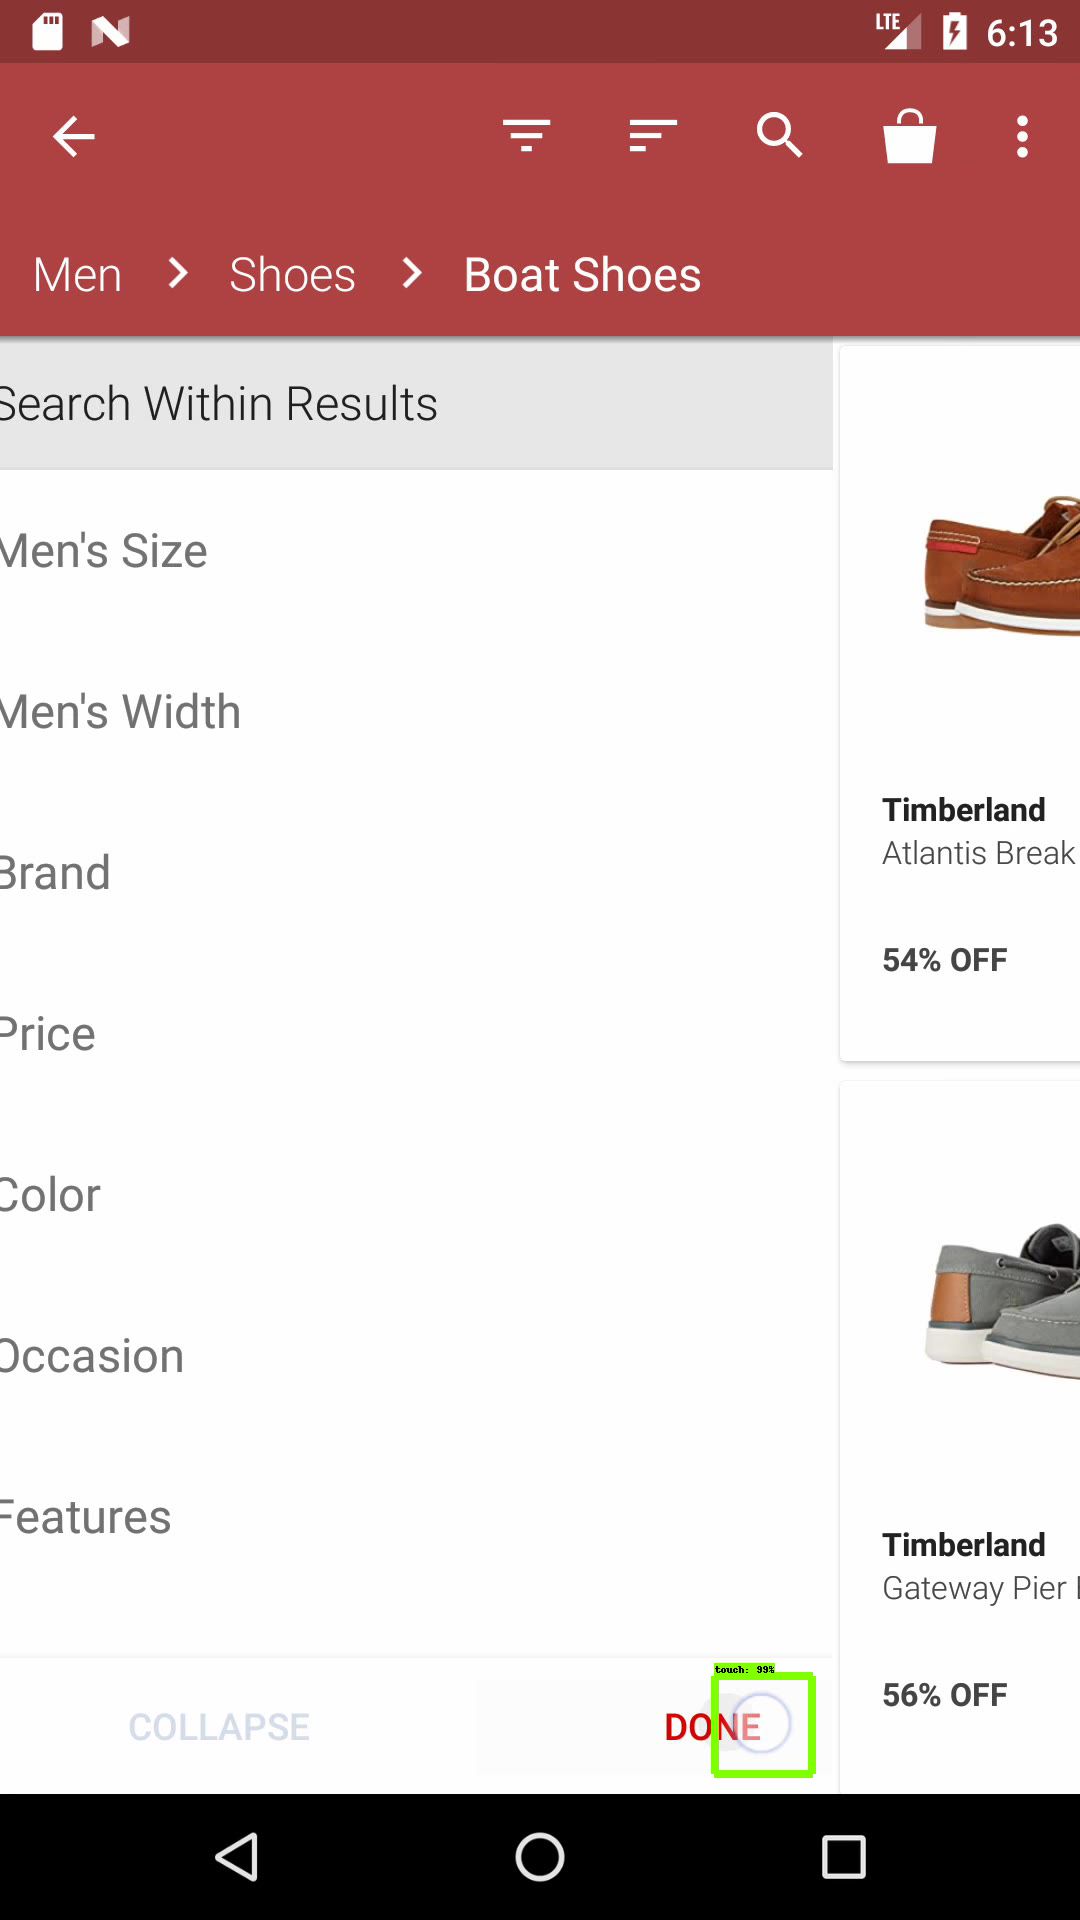 LTE 6:13
Men > Shoes > Boat Shoes
Search Within Results
Men's Size
Men's Width
Brand
Price
Color
Occasion
Features
COLLAPSE
touch: 99%
DONE
Timberland
Atlantis Break
54% OFF
Timberland
Gateway Pier
56% OFF